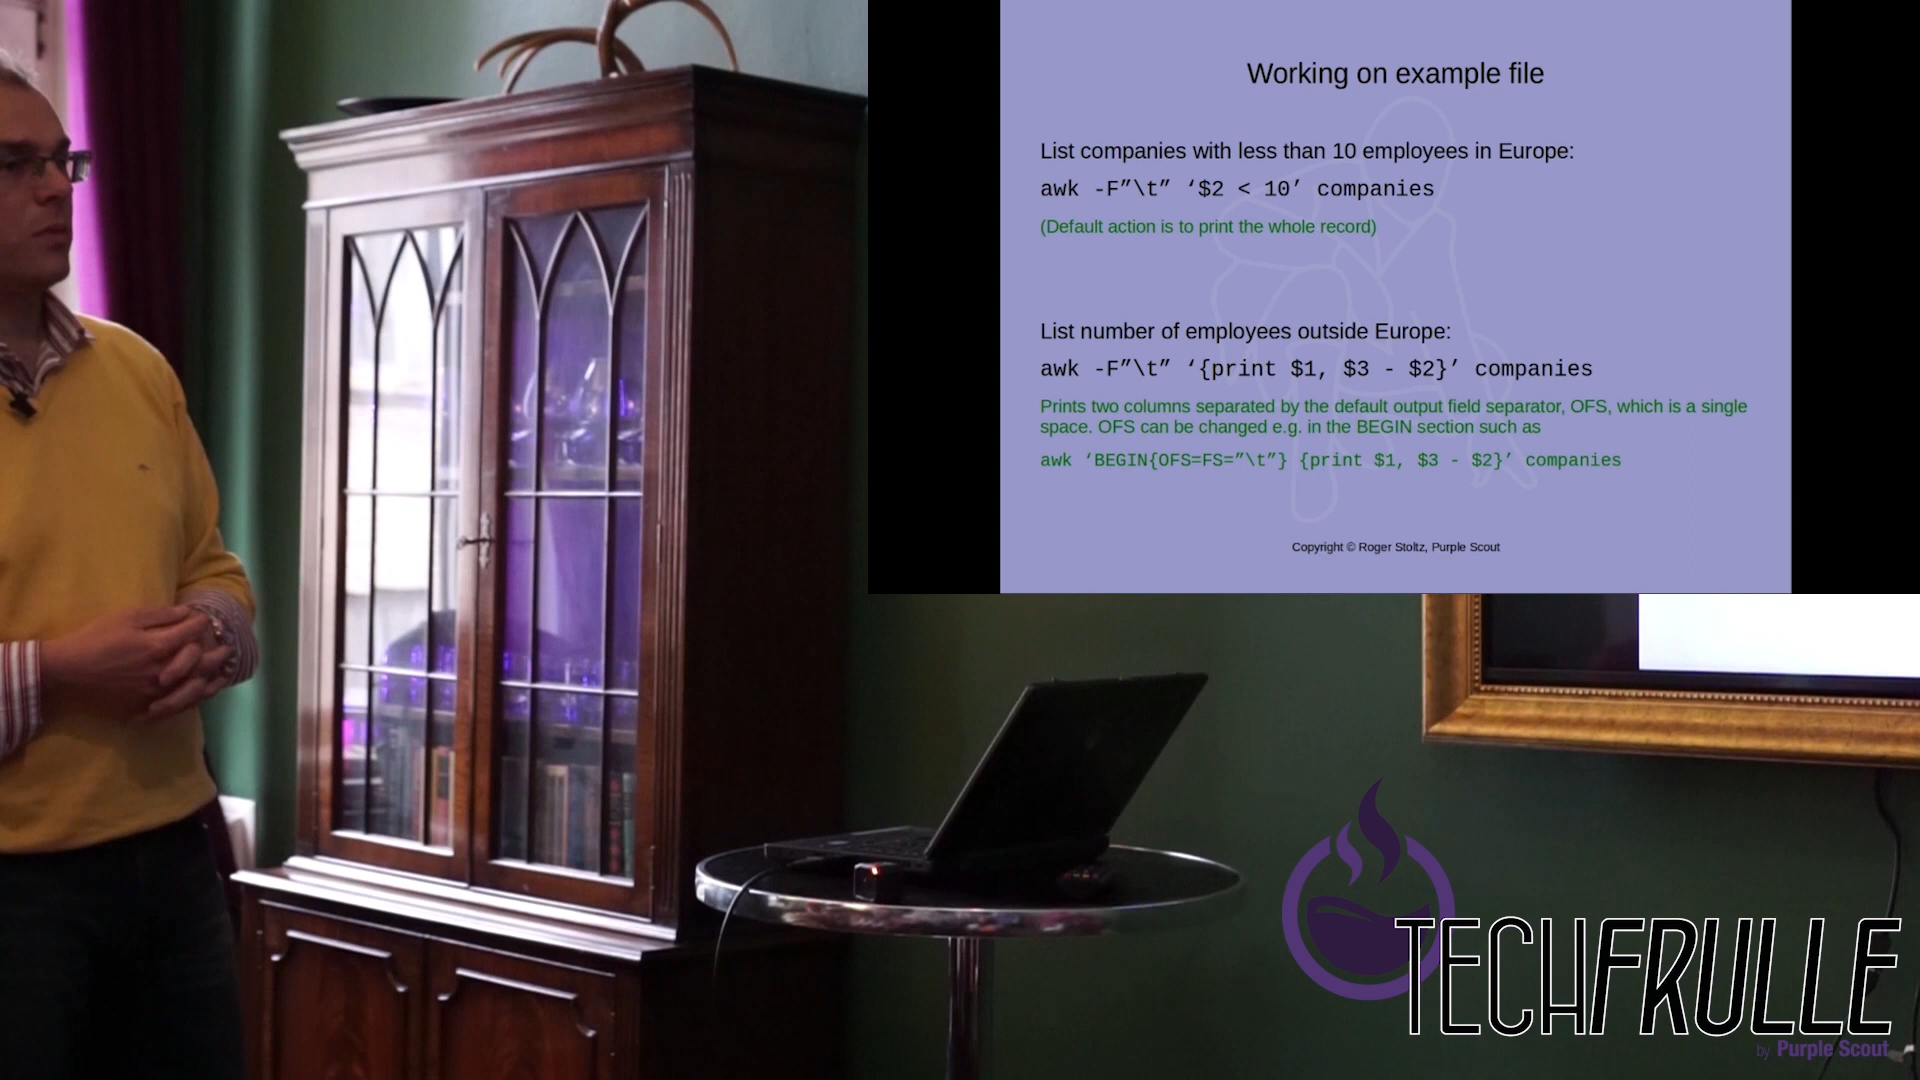 Working on example file
List companies with less than 10 employees in Europe:
awk -F”\t” ‘$2 < 10’ companies
(Default action is to print the whole record)
List number of employees outside Europe:
awk -F”\t” ‘{print $1, $3 - $2}’ companies
Prints two columns separated by the default output field separator, OFS, which is a single
space. OFS can be changed e.g. in the BEGIN section such as
awk ‘BEGIN{OFS=FS=”\t”} {print $1, $3 - $2}’ companies
Copyright © Roger Stoltz, Purple Scout
TECHFRULLE
by Purple Scout